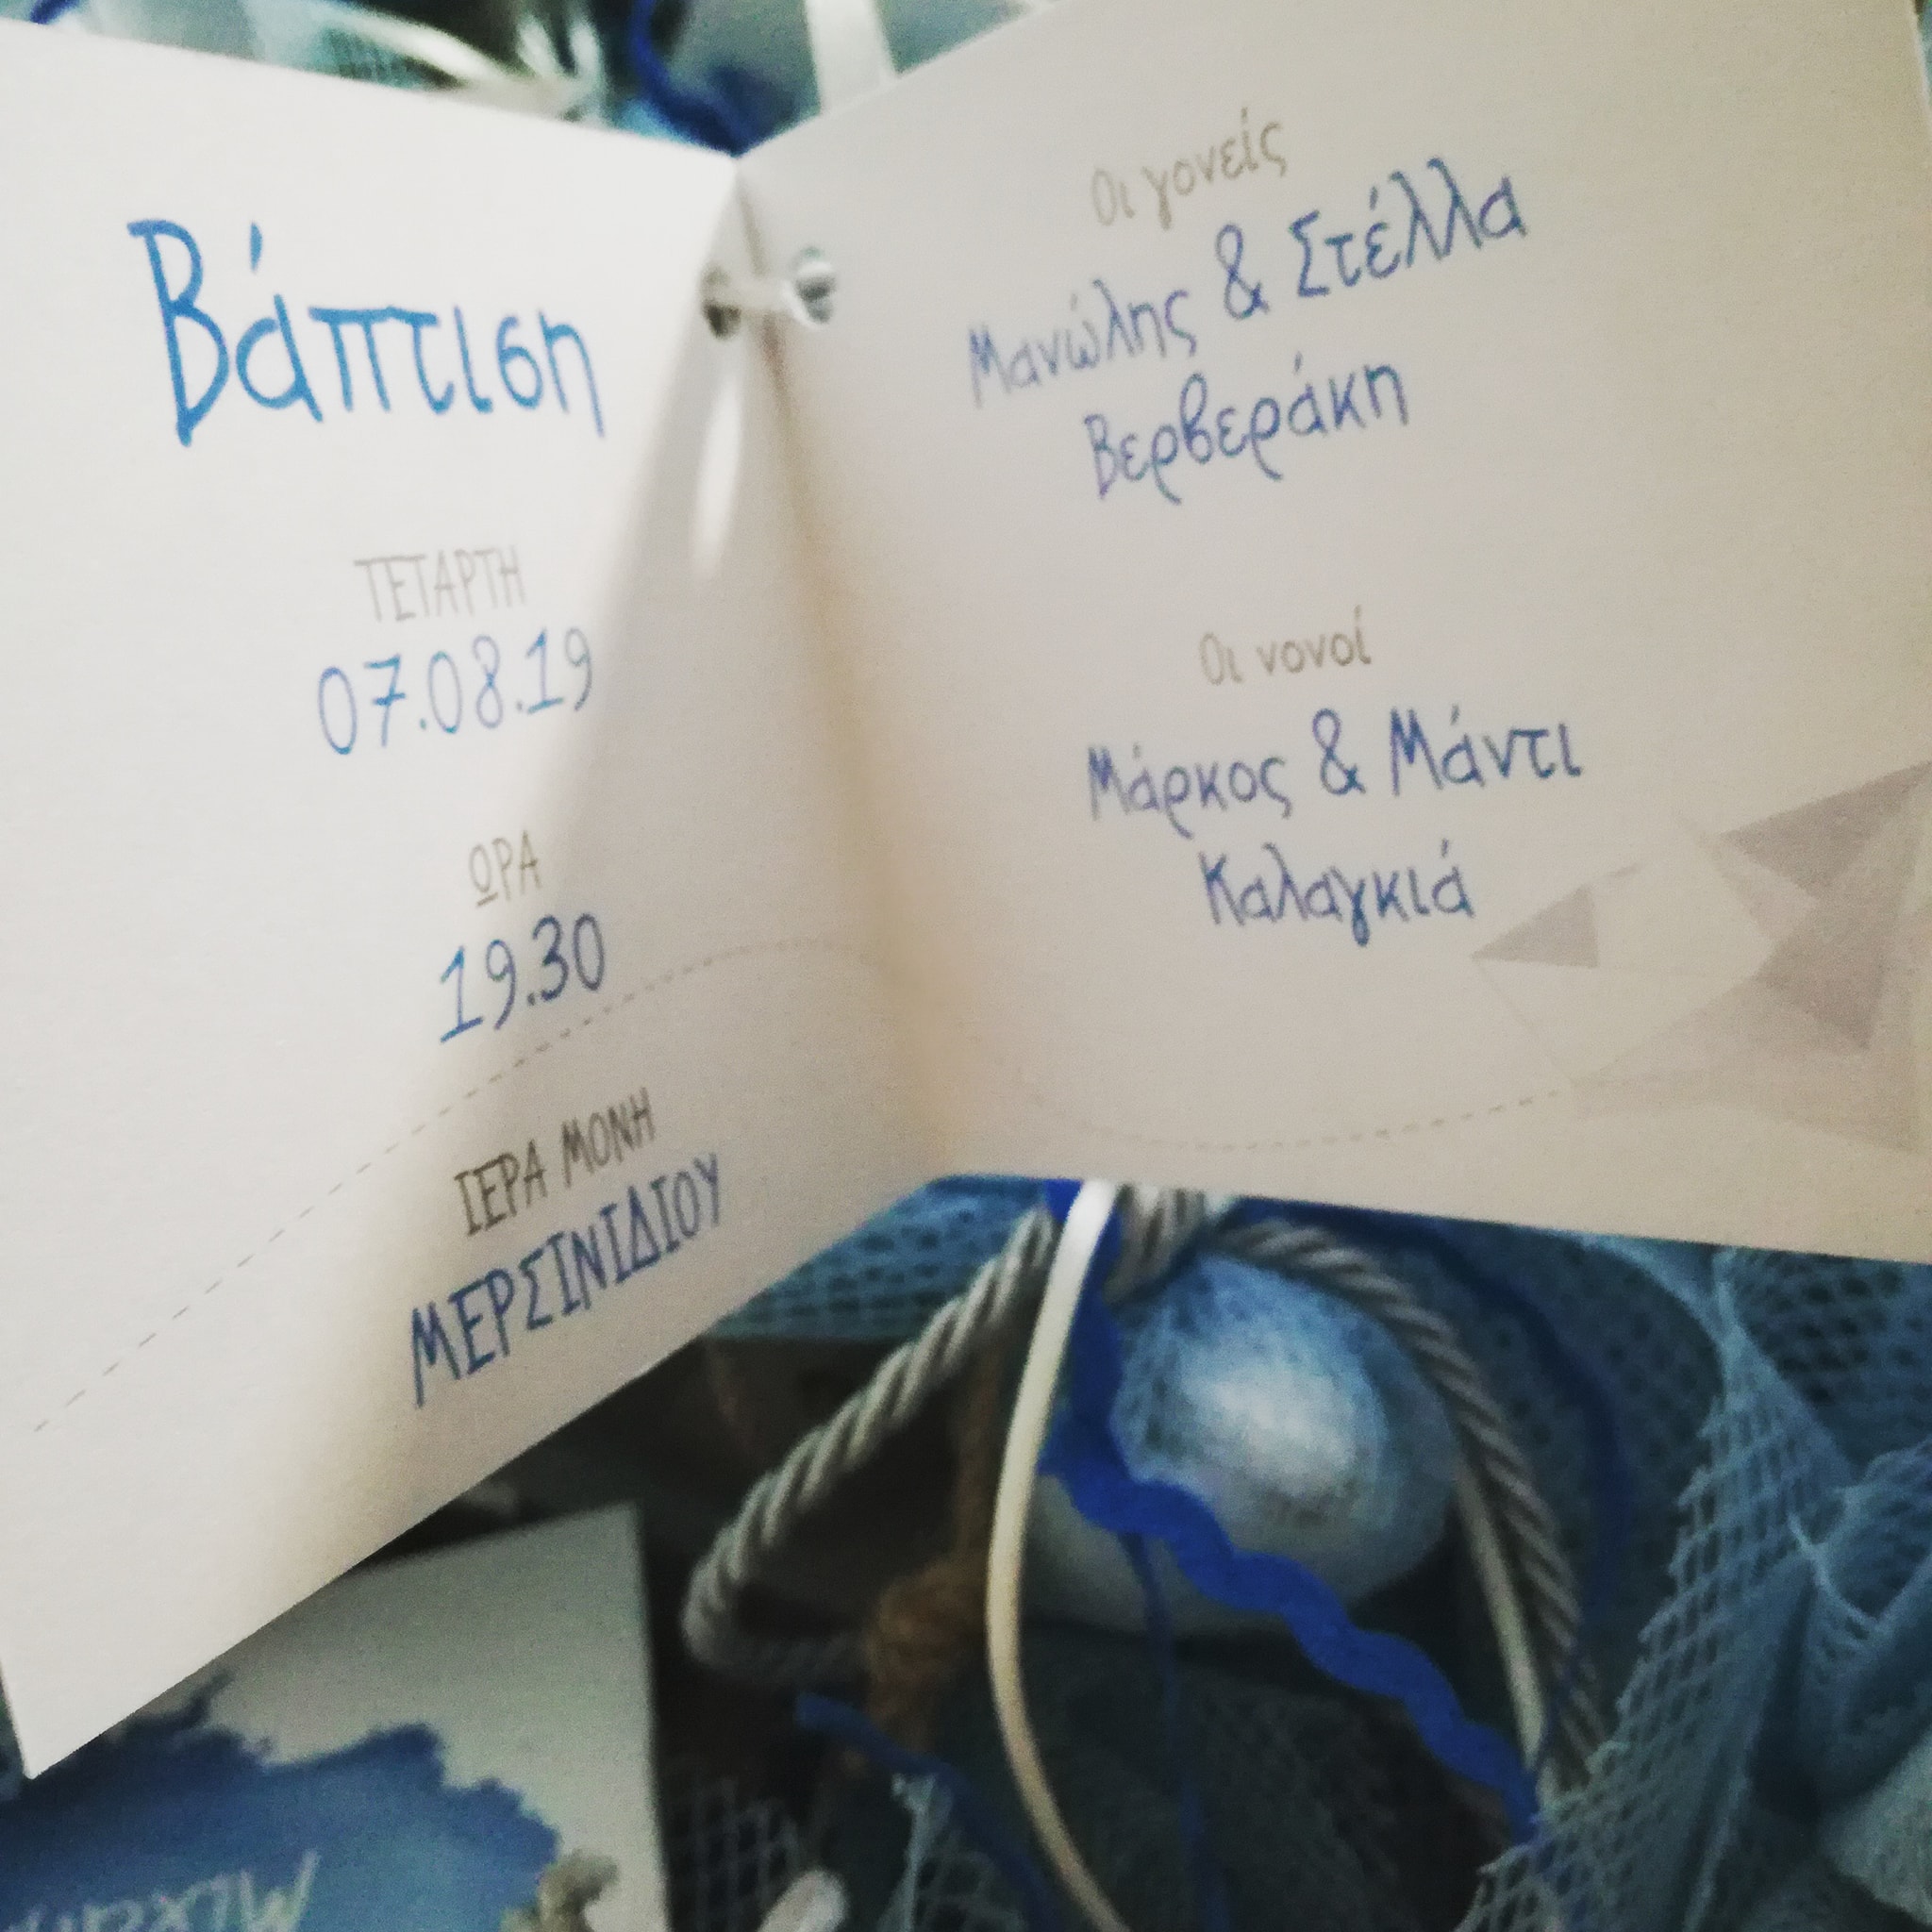 Βάπτιση
ΤΕΤΑΡΤΗ
07.08.19
ΩΡΑ
19.30
ΙΕΡΑ ΜΟΝΗ
ΜΕΡΣΙΝΙΔΙΟΥ
Οι γονείς
Μανώλης & Στέλλα
Βερβεράκη
Οι νονοί
Μάρκος & Μάντι
Καλαγκιά